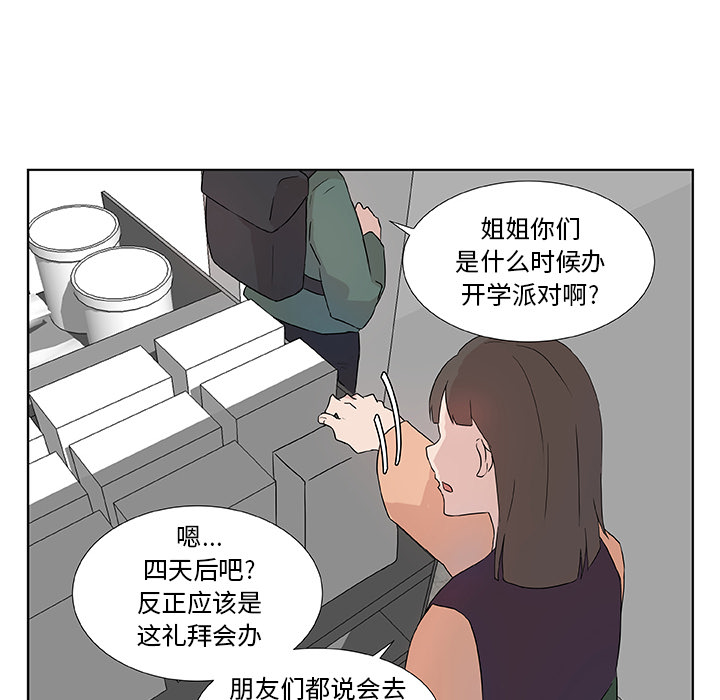 姐姐你们
是什么时候办
开学派对啊?
嗯...
四天后吧?
反正应该是
这礼拜会办
朋友们都说会去